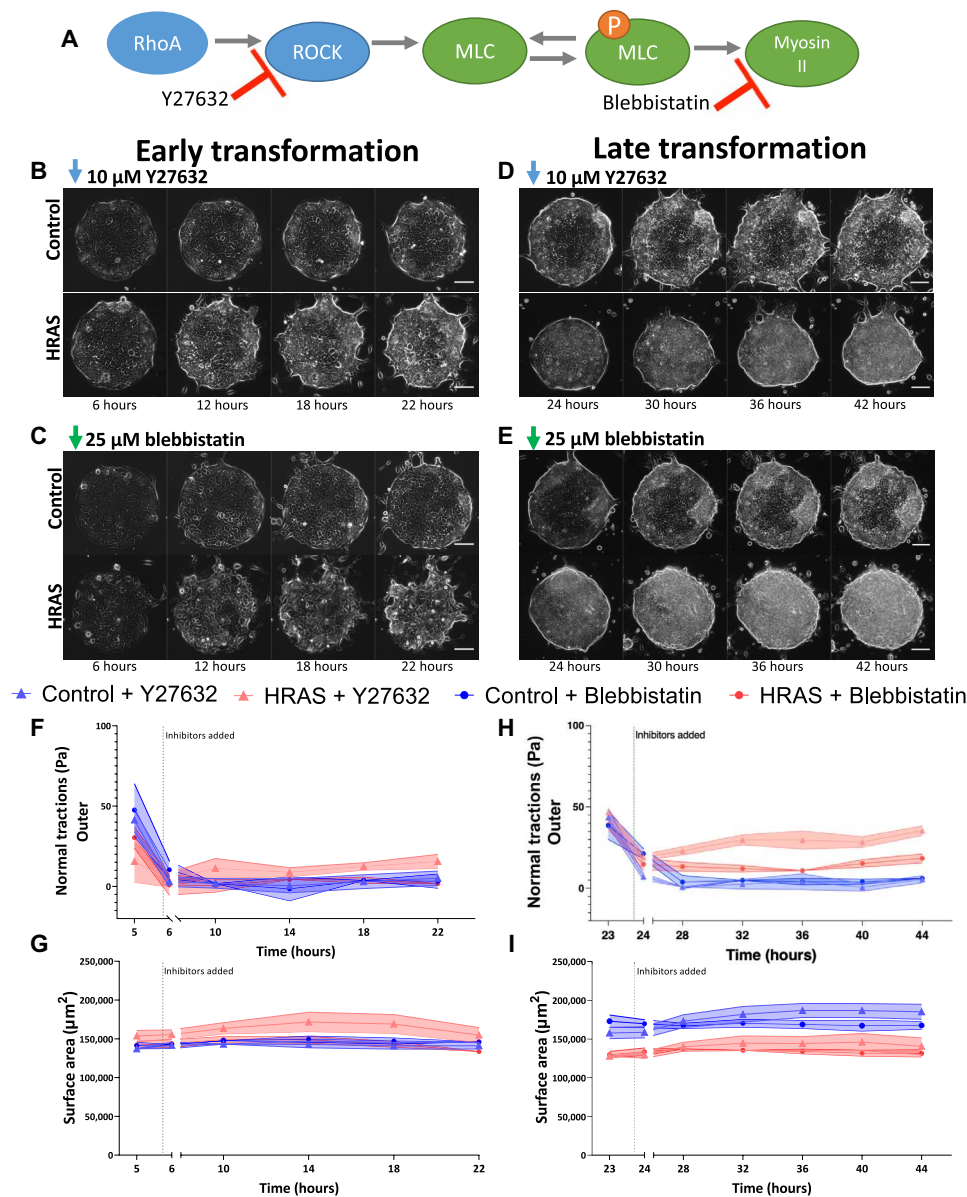 A
RhoA
ROCK
MLC
P
MLC
Myosin
II
Y27632
Blebbistatin
Early transformation
Late transformation
B
10 µM Y27632
D
10 µM Y27632
Control
HRAS
6 hours
12 hours
18 hours
22 hours
24 hours
30 hours
36 hours
42 hours
C
25 µM blebbistatin
E
25 µM blebbistatin
Control
HRAS
6 hours
12 hours
18 hours
22 hours
24 hours
30 hours
36 hours
42 hours
Control + Y27632
HRAS + Y27632
Control + Blebbistatin
HRAS + Blebbistatin
F
Inhibitors added
Normal tractions (Pa)
Outer
100
50
0
5
6
10
14
18
22
Time (hours)
H
Inhibitors added
Normal tractions (Pa)
Outer
100
50
0
23
24
28
32
36
40
44
Time (hours)
G
Inhibitors added
Surface area (µm²)
250,000
200,000
150,000
100,000
50,000
0
5
6
10
14
18
22
Time (hours)
I
Inhibitors added
Surface area (µm²)
250,000
200,000
150,000
100,000
50,000
0
23
24
28
32
36
40
44
Time (hours)